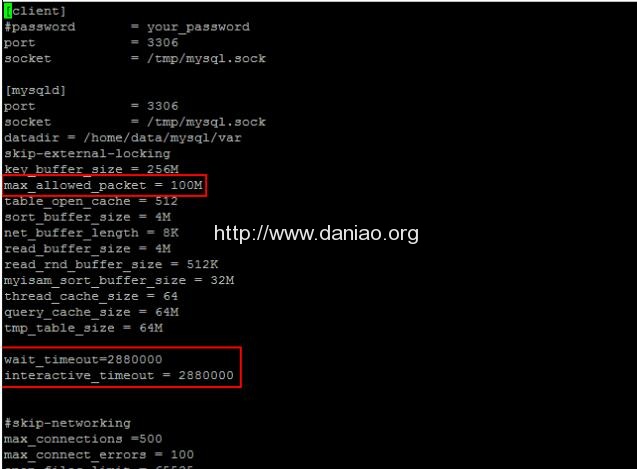 [client]
#password = your_password
port = 3306
socket = /tmp/mysql.sock
[mysqld]
port = 3306
socket = /tmp/mysql.sock
datadir = /home/data/mysql/var
skip-external-locking
key_buffer_size = 256M
max_allowed_packet = 100M
table_open_cache = 512
sort_buffer_size = 4M
net_buffer_length = 8K
http://www.daniao.org
read_buffer_size = 4M
read_rnd_buffer_size = 512K
myisam_sort_buffer_size = 32M
thread_cache_size = 64
query_cache_size = 64M
tmp_table_size = 64M
wait_timeout=2880000
interactive_timeout = 2880000
#skip-networking
max_connections =500
max_connect_errors = 100